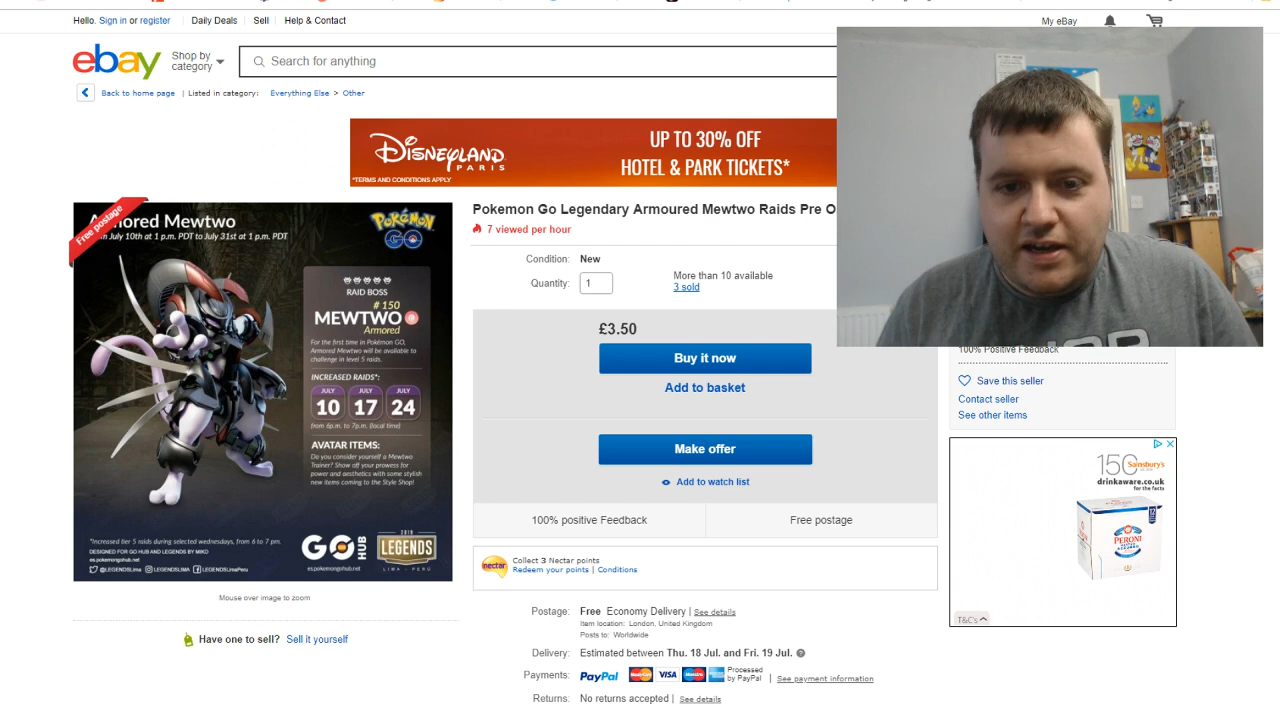 Hello. Sign in or register
Daily Deals
Sell
Help & Contact
My eBay
ebay
Shop by
category
Search for anything
Back to home page
Listed in category:
Everything Else > Other
Disneyland
PARIS
*TERMS AND CONDITIONS APPLY
UP TO 30% OFF
HOTEL & PARK TICKETS*
Free postage
Armored Mewtwo
July 10th at 1 p.m. PDT to July 31st at 1 p.m. PDT
POKÉMON
GO
RAID BOSS
# 150
MEWTWO
Armored
For the first time in Pokémon GO,
Armored Mewtwo will be available to
challenge in level 5 raids.
INCREASED RAIDS*:
JULY JULY JULY
10 17 24
from 6p.m. to 7p.m. (local time)
AVATAR ITEMS:
Do you consider yourself a Mewtwo
Trainer? Show off your prowess for
power and aesthetics with some stylish
new items coming to the Style Shop!
*Increased tier 5 raids during selected wednesdays, from 6 to 7 pm.
DESIGNED FOR GO HUB AND LEGENDS BY MIKO
es.pokemongohub.net
@LEGENDSLima LEGENDSLIMA LEGENDSLimaPeru
GO HUB
es.pokemongohub.net
2019
LEGENDS
LIMA - PERU
Mouse over image to zoom
Have one to sell? Sell it yourself
Pokemon Go Legendary Armoured Mewtwo Raids Pre O
7 viewed per hour
Condition: New
Quantity: 1
More than 10 available
3 sold
£3.50
Buy it now
Add to basket
Make offer
Add to watch list
100% positive Feedback
Free postage
nectar
Collect 3 Nectar points
Redeem your points | Conditions
Postage: Free Economy Delivery | See details
Item location: London, United Kingdom
Posts to: Worldwide
Delivery: Estimated between Thu. 18 Jul. and Fri. 19 Jul.
Payments: PayPal MasterCard VISA Maestro
Processed
by PayPal
See payment information
Returns: No returns accepted | See details
100% Positive Feedback
Save this seller
Contact seller
See other items
150 Sainsbury's
drinkaware.co.uk
for the facts
PERONI
T&C's